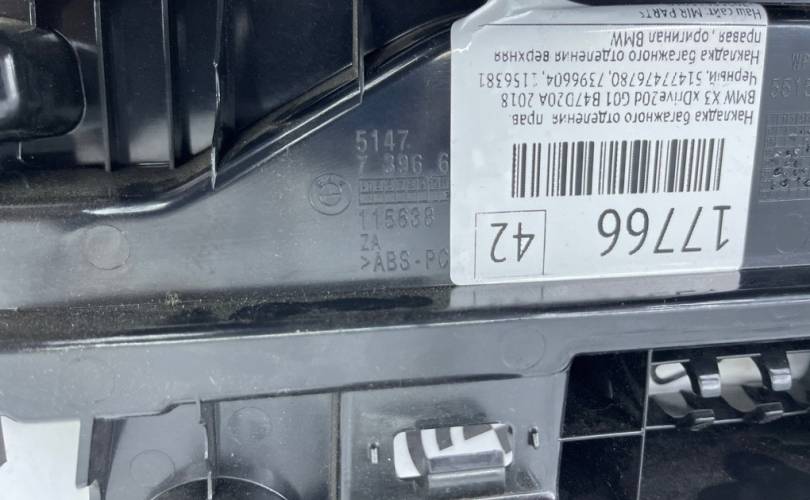 5147
7 396 6
115638
ZA
>ABS-PC
Накладка багажного отделения прав.
BMW X3 xDrive20d G01 B47D20A 2018
Черный, 51477476780, 7396604, 1156381
Накладка багажного отделения верхняя
правая , оригинал BMW
Наш сайт MIR PARTS
17766
42